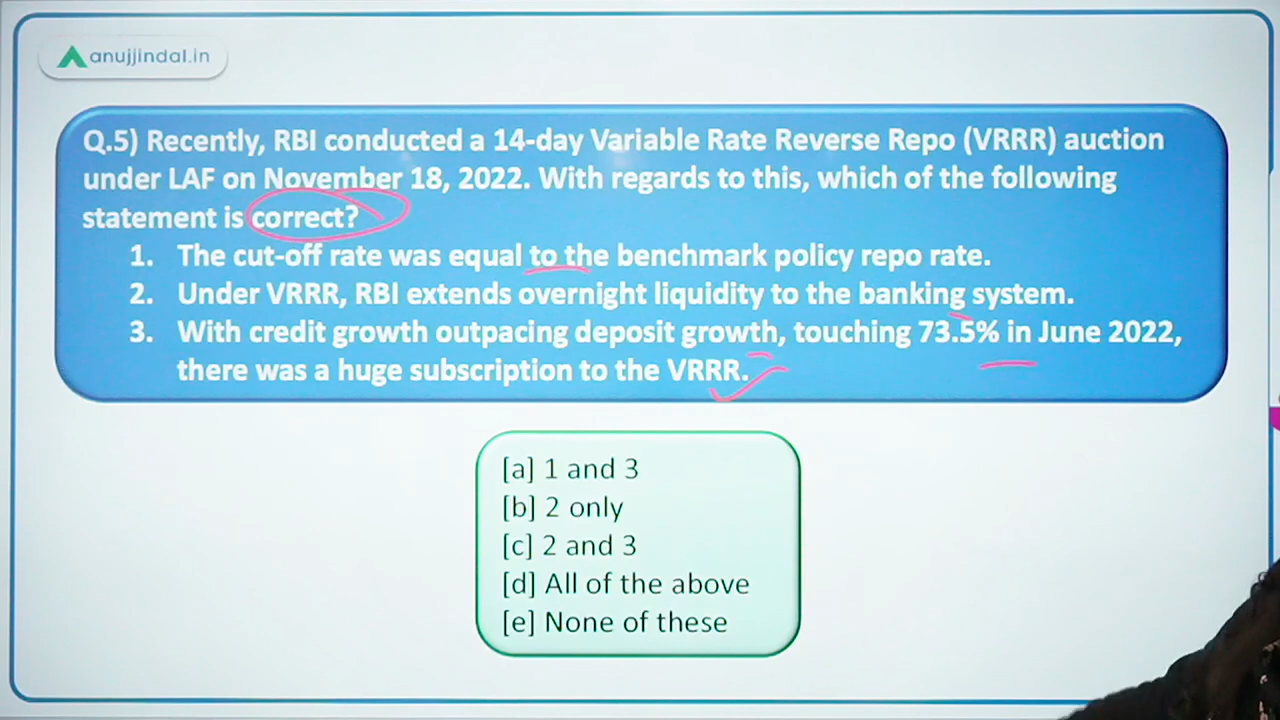 anujjindal.in
Q.5) Recently, RBI conducted a 14-day Variable Rate Reverse Repo (VRRR) auction
under LAF on November 18, 2022. With regards to this, which of the following
statement is correct?
1. The cut-off rate was equal to the benchmark policy repo rate.
2. Under VRRR, RBI extends overnight liquidity to the banking system.
3. With credit growth outpacing deposit growth, touching 73.5% in June 2022,
there was a huge subscription to the VRRR.
[a] 1 and 3
[b] 2 only
[c] 2 and 3
[d] All of the above
[e] None of these